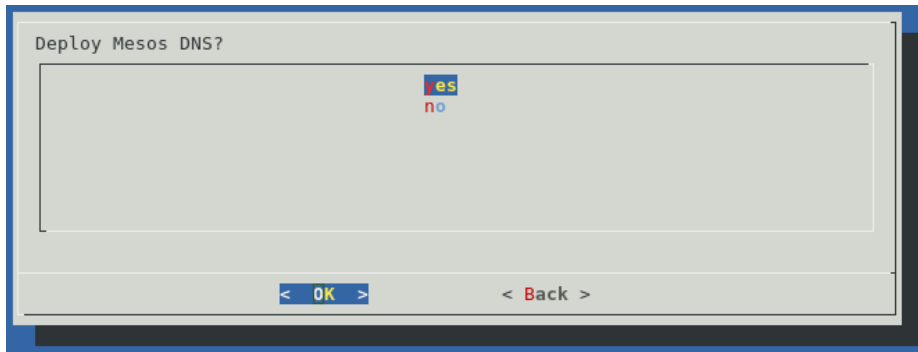 Deploy Mesos DNS?
yes
no
< OK > < Back >